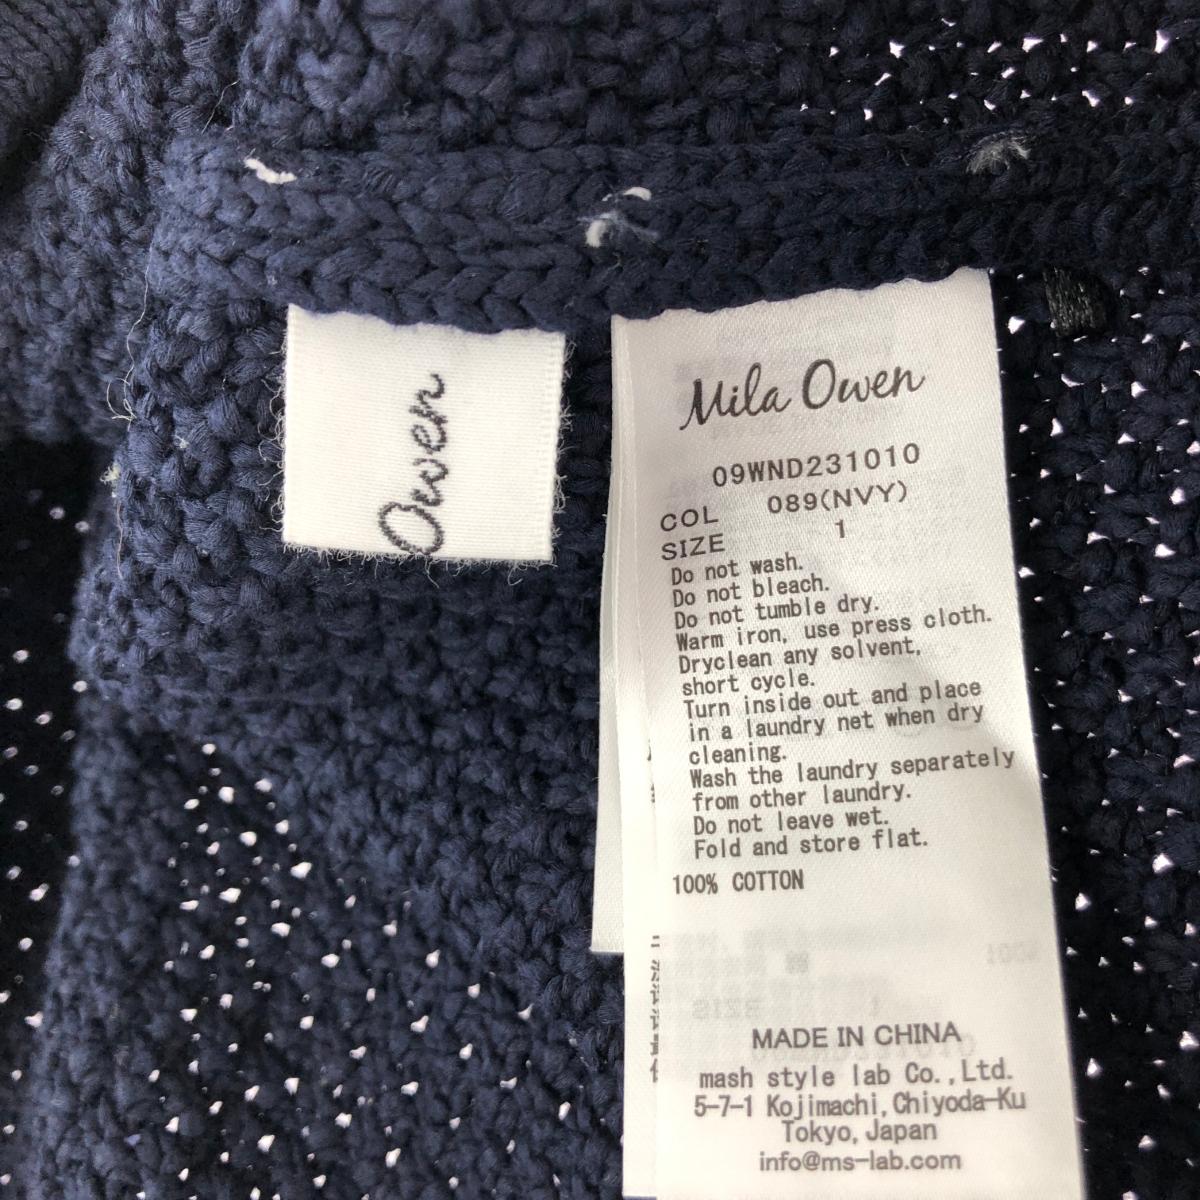 Owen
Mila Owen
09WND231010
COL 089(NVY)
SIZE 1
Do not wash.
Do not bleach.
Do not tumble dry.
Warm iron, use press cloth.
Dryclean any solvent,
short cycle.
Turn inside out and place
in a laundry net when dry
cleaning.
Wash the laundry separately
from other laundry.
Do not leave wet.
Fold and store flat.
100% COTTON
MADE IN CHINA
mash style lab Co.,Ltd.
5-7-1 Kojimachi,Chiyoda-Ku
Tokyo,Japan
info@ms-lab.com